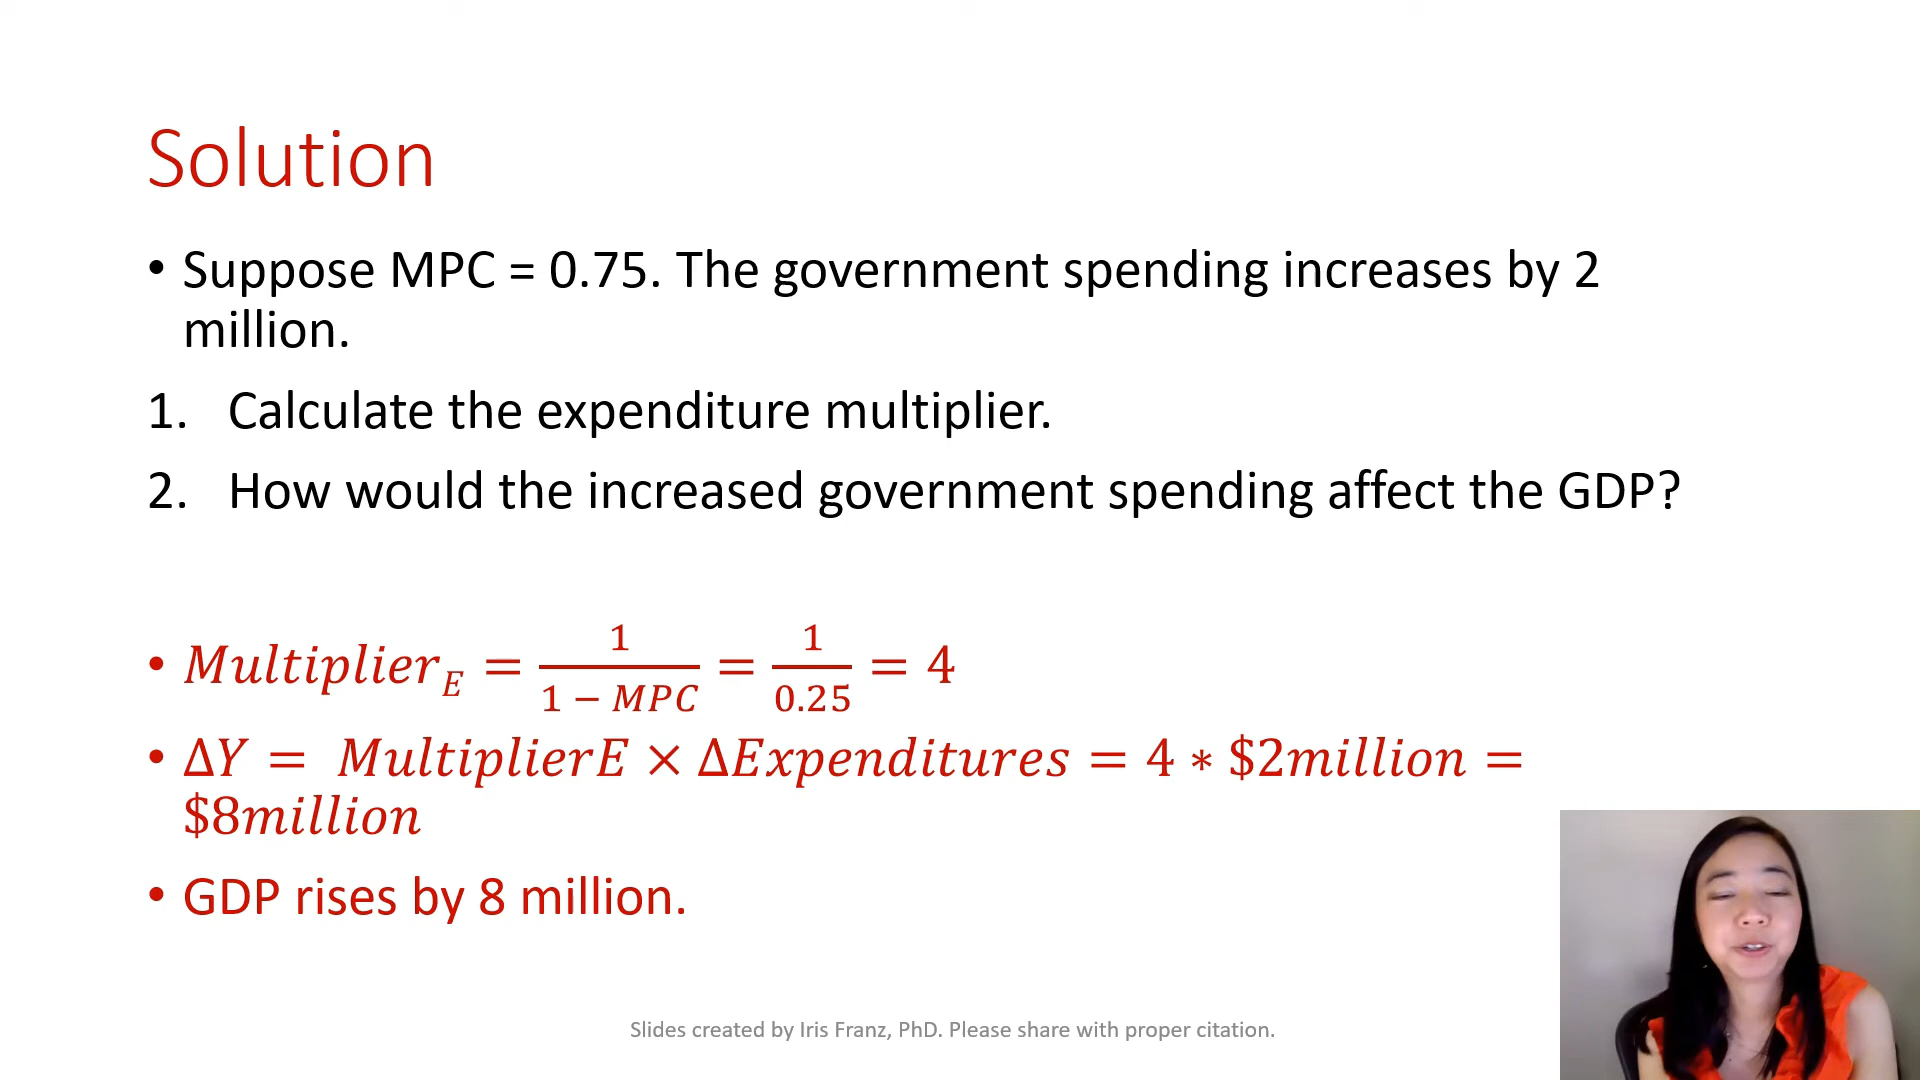 Solution
• Suppose MPC = 0.75. The government spending increases by 2
million.
1. Calculate the expenditure multiplier.
2. How would the increased government spending affect the GDP?
• Multiplier_E = 1/(1 − MPC) = 1/0.25 = 4
• ΔY = MultiplierE × ΔExpenditures = 4 ∗ $2million =
$8million
• GDP rises by 8 million.
Slides created by Iris Franz, PhD. Please share with proper citation.